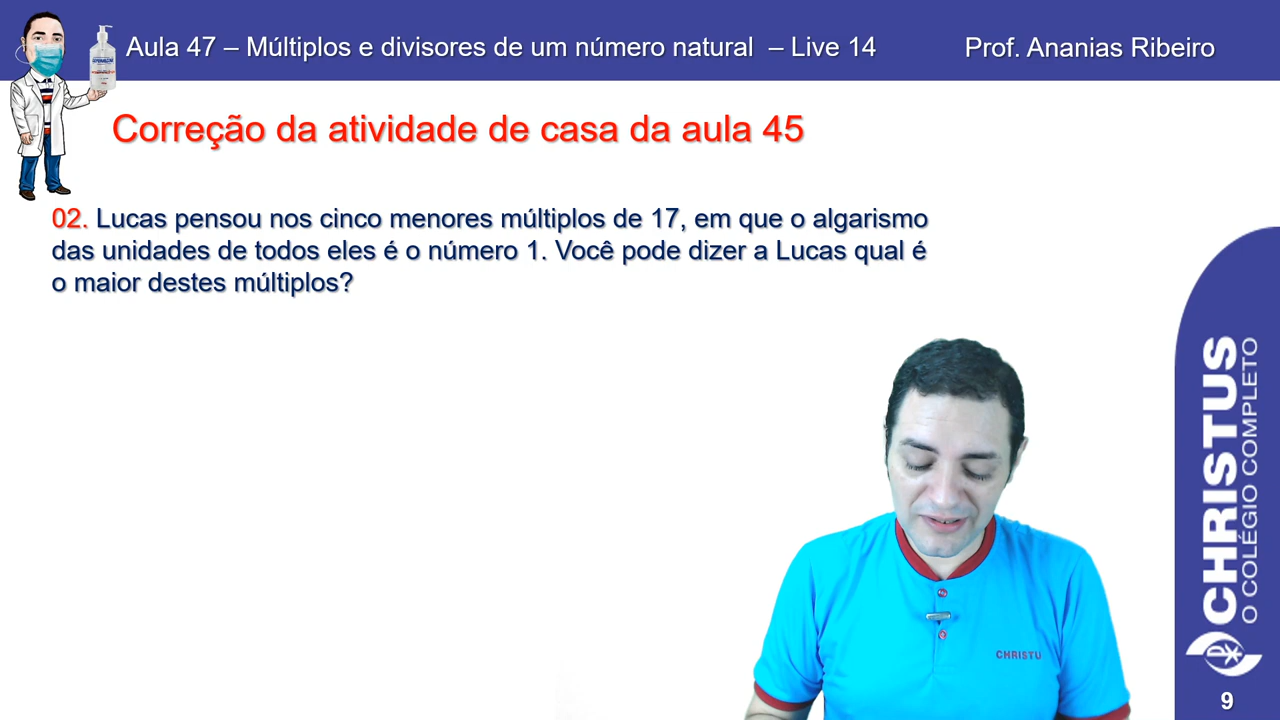 Aula 47 – Múltiplos e divisores de um número natural – Live 14
Prof. Ananias Ribeiro
Correção da atividade de casa da aula 45
02. Lucas pensou nos cinco menores múltiplos de 17, em que o algarismo
das unidades de todos eles é o número 1. Você pode dizer a Lucas qual é
o maior destes múltiplos?
CHRISTUS
O COLÉGIO COMPLETO
CHRISTU
9